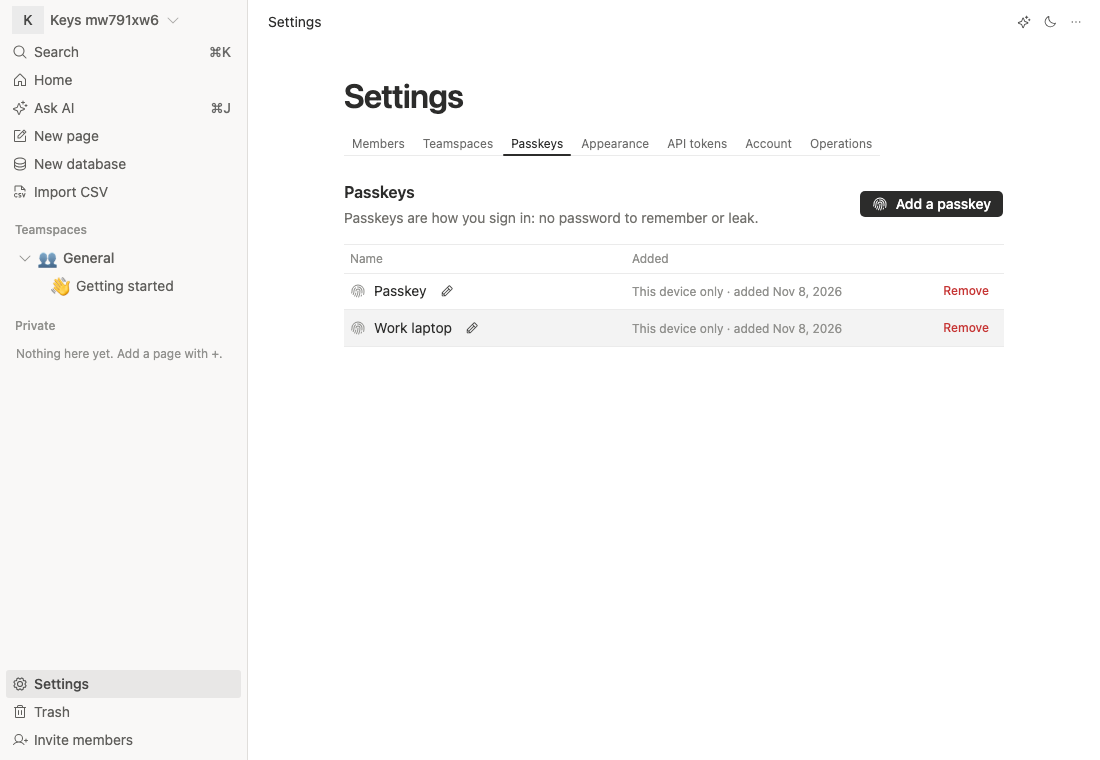 K Keys mw791xw6
Search ⌘K
Home
Ask AI ⌘J
New page
New database
CSV Import CSV
Teamspaces
General
Getting started
Private
Nothing here yet. Add a page with +.
Settings
Trash
Invite members
Settings
Settings
Members Teamspaces Passkeys Appearance API tokens Account Operations
Passkeys
Passkeys are how you sign in: no password to remember or leak.
Add a passkey
Name Added
Passkey This device only · added Nov 8, 2026 Remove
Work laptop This device only · added Nov 8, 2026 Remove